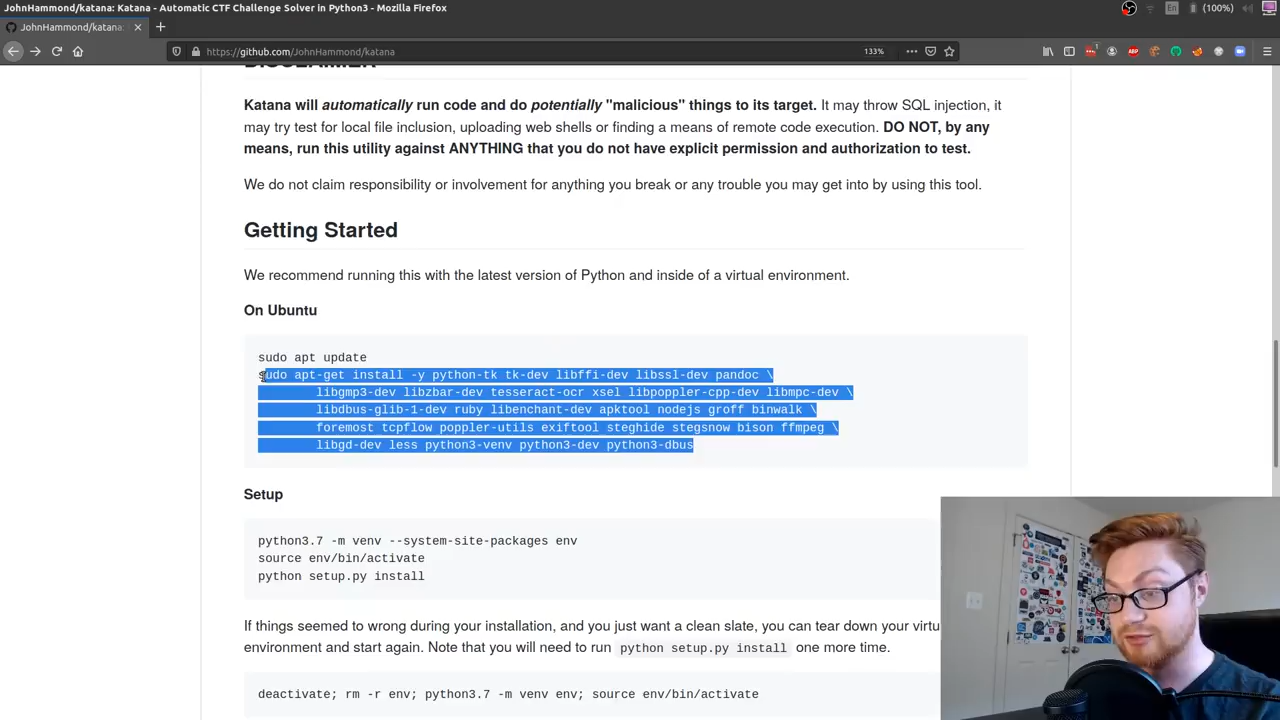 JohnHammond/katana: Katana - Automatic CTF Challenge Solver in Python3 - Mozilla Firefox
En
(100%)
JohnHammond/katana:
https://github.com/JohnHammond/katana
133%
DISCLAIMER
Katana will automatically run code and do potentially "malicious" things to its target. It may throw SQL injection, it
may try test for local file inclusion, uploading web shells or finding a means of remote code execution. DO NOT, by any
means, run this utility against ANYTHING that you do not have explicit permission and authorization to test.
We do not claim responsibility or involvement for anything you break or any trouble you may get into by using this tool.
Getting Started
We recommend running this with the latest version of Python and inside of a virtual environment.
On Ubuntu
sudo apt update
sudo apt-get install -y python-tk tk-dev libffi-dev libssl-dev pandoc \
libgmp3-dev libzbar-dev tesseract-ocr xsel libpoppler-cpp-dev libmpc-dev \
libdbus-glib-1-dev ruby libenchant-dev apktool nodejs groff binwalk \
foremost tcpflow poppler-utils exiftool steghide stegsnow bison ffmpeg \
libgd-dev less python3-venv python3-dev python3-dbus
Setup
python3.7 -m venv --system-site-packages env
source env/bin/activate
python setup.py install
If things seemed to wrong during your installation, and you just want a clean slate, you can tear down your virtu
environment and start again. Note that you will need to run python setup.py install one more time.
deactivate; rm -r env; python3.7 -m venv env; source env/bin/activate